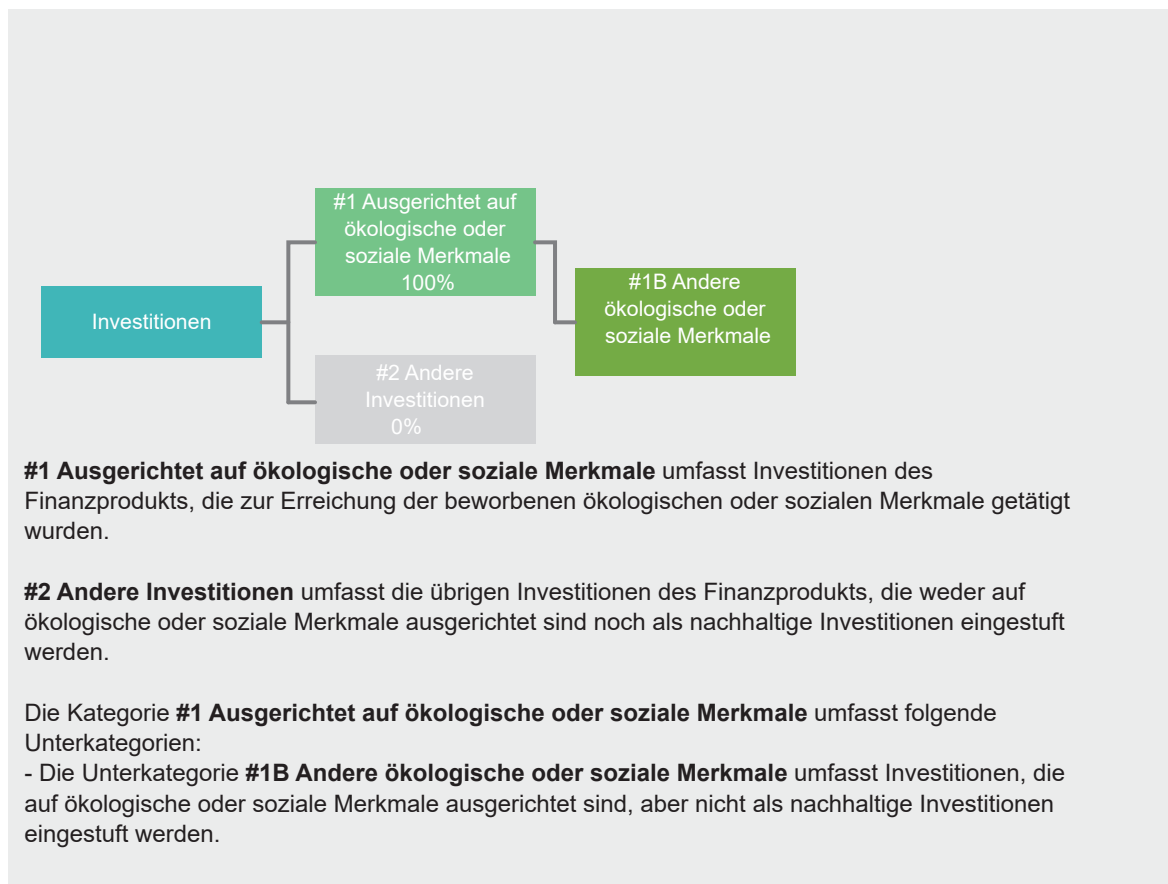 #1 Ausgerichtet auf
ökologische oder
soziale Merkmale
100%
Investitionen
#1B Andere
ökologische oder
soziale Merkmale
#2 Andere
Investitionen
0%
#1 Ausgerichtet auf ökologische oder soziale Merkmale umfasst Investitionen des
Finanzprodukts, die zur Erreichung der beworbenen ökologischen oder sozialen Merkmale getätigt
wurden.
#2 Andere Investitionen umfasst die übrigen Investitionen des Finanzprodukts, die weder auf
ökologische oder soziale Merkmale ausgerichtet sind noch als nachhaltige Investitionen eingestuft
werden.
Die Kategorie #1 Ausgerichtet auf ökologische oder soziale Merkmale umfasst folgende
Unterkategorien:
- Die Unterkategorie #1B Andere ökologische oder soziale Merkmale umfasst Investitionen, die
auf ökologische oder soziale Merkmale ausgerichtet sind, aber nicht als nachhaltige Investitionen
eingestuft werden.